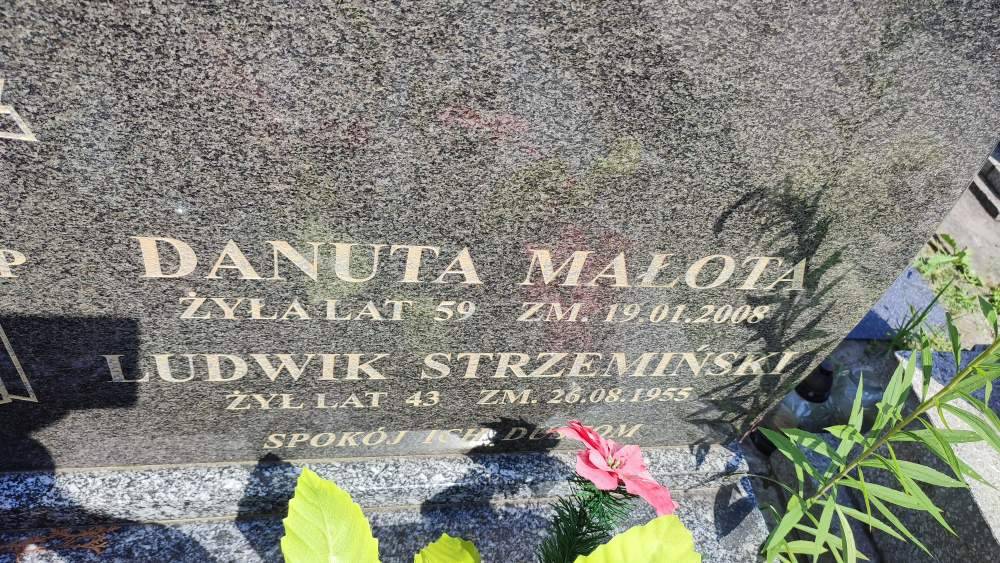 P DANUTA MAŁOTA
ŻYŁA LAT 59 ZM. 19.01.2008
LUDWIK STRZEMIŃSKI
ŻYŁ LAT 43 ZM. 26.08.1955
SPOKÓJ ICH DUSZOM